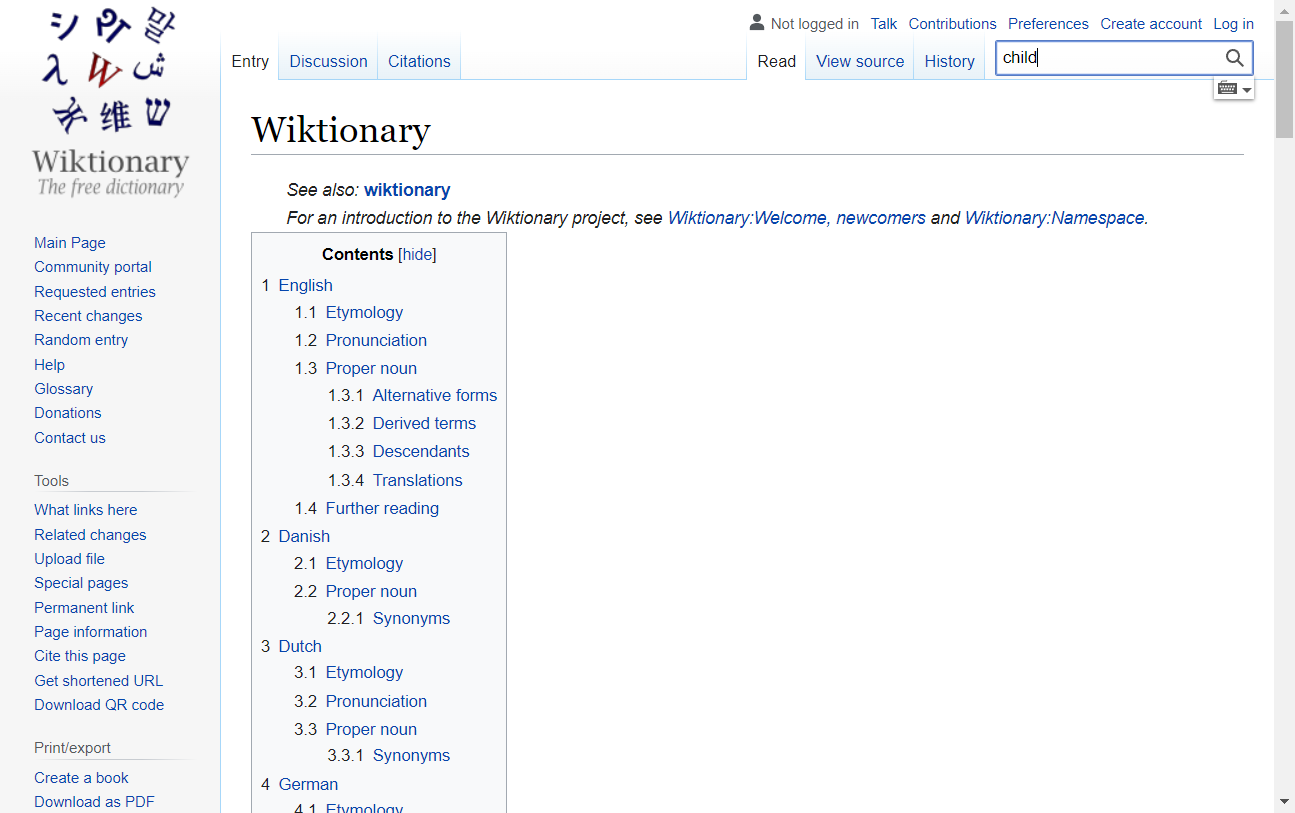 Wiktionary
The free dictionary
Not logged in Talk Contributions Preferences Create account Log in
Entry Discussion Citations Read View source History child
Wiktionary
See also: wiktionary
For an introduction to the Wiktionary project, see Wiktionary:Welcome, newcomers and Wiktionary:Namespace.
Main Page
Community portal
Requested entries
Recent changes
Random entry
Help
Glossary
Donations
Contact us
Tools
What links here
Related changes
Upload file
Special pages
Permanent link
Page information
Cite this page
Get shortened URL
Download QR code
Print/export
Create a book
Download as PDF
Contents [hide]
1 English
1.1 Etymology
1.2 Pronunciation
1.3 Proper noun
1.3.1 Alternative forms
1.3.2 Derived terms
1.3.3 Descendants
1.3.4 Translations
1.4 Further reading
2 Danish
2.1 Etymology
2.2 Proper noun
2.2.1 Synonyms
3 Dutch
3.1 Etymology
3.2 Pronunciation
3.3 Proper noun
3.3.1 Synonyms
4 German
4.1 Etymology